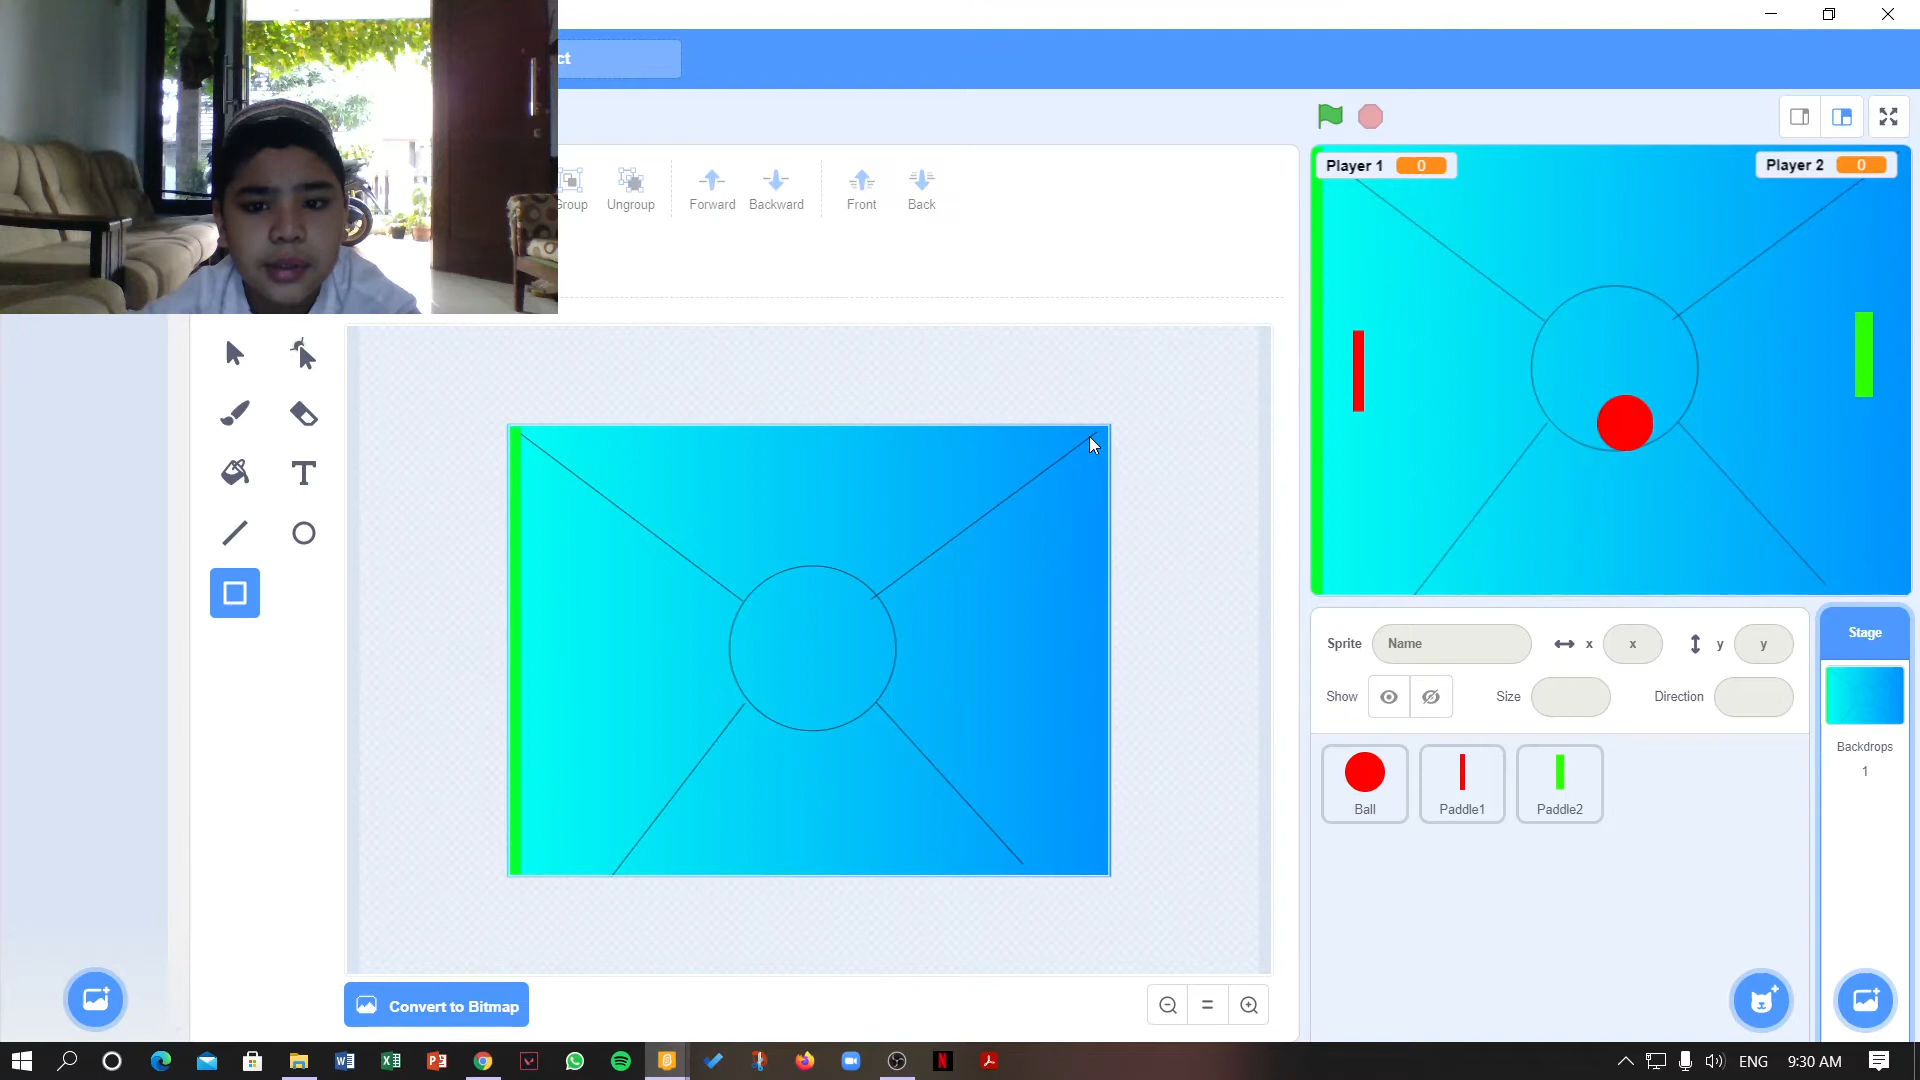 ct
Group
Ungroup
Forward
Backward
Front
Back
Player 1 0
Player 2 0
T
Convert to Bitmap
Sprite Name x x y y
Show Size Direction
Ball
Paddle1
Paddle2
Stage
Backdrops
1
ENG 9:30 AM